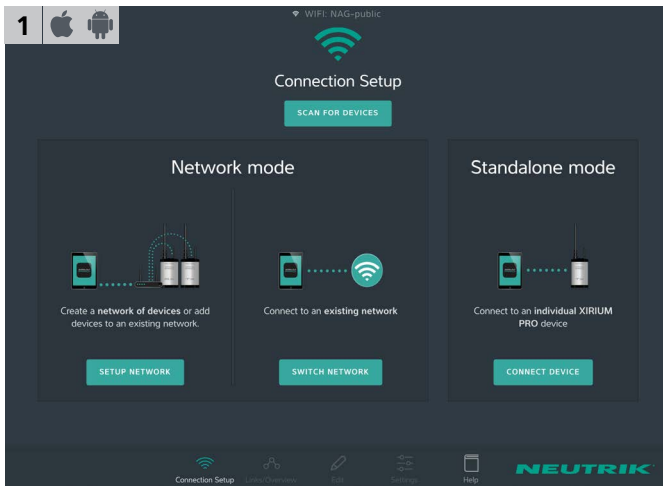 1
WIFI: NAG-public
Connection Setup
SCAN FOR DEVICES
Network mode
Create a network of devices or add
devices to an existing network.
SETUP NETWORK
Connect to an existing network
SWITCH NETWORK
Standalone mode
Connect to an individual XIRIUM
PRO device
CONNECT DEVICE
Connection Setup
Links/Overview
Edit
Settings
Help
NEUTRIK